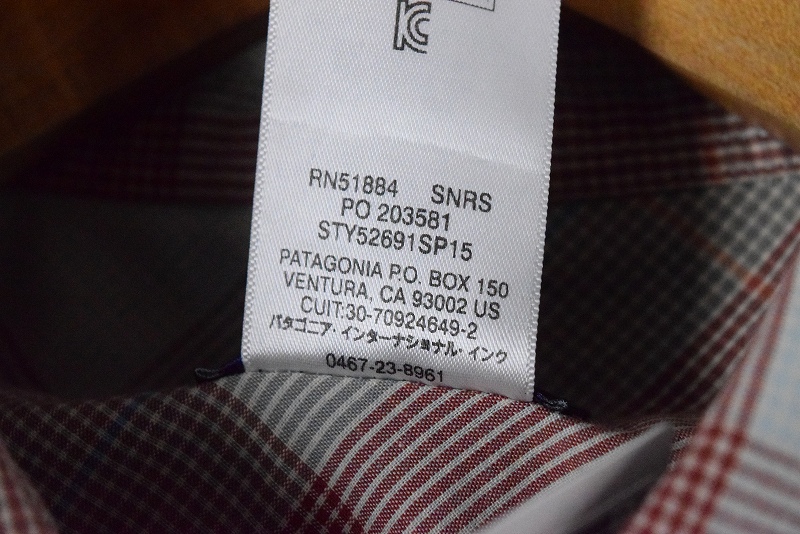 RN51884 SNRS
PO 203581
STY52691SP15
PATAGONIA P.O. BOX 150
VENTURA, CA 93002 US
CUIT:30-70924649-2
パタゴニア・インターナショナル・インク
0467-23-8961